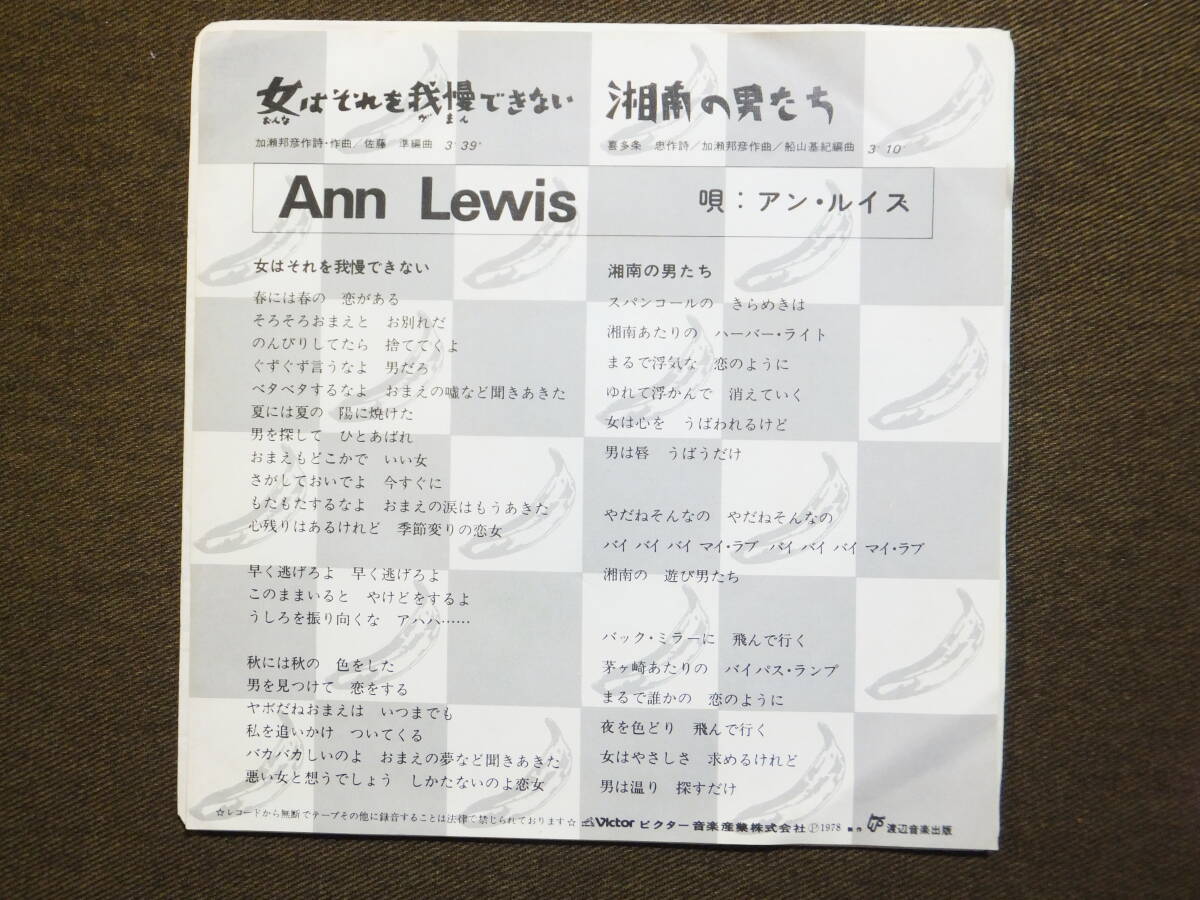 女はそれを我慢できない
おんな がまん
加瀬邦彦作詩・作曲／佐藤 準編曲 3'39"
湘南の男たち
喜多条 忠作詩／加瀬邦彦作曲／船山基紀編曲 3'10"
Ann Lewis 唄：アン・ルイス
女はそれを我慢できない
春には春の 恋がある
そろそろおまえと お別れだ
のんびりしてたら 捨ててくよ
ぐずぐず言うなよ 男だろ
ベタベタするなよ おまえの嘘など聞きあきた
夏には夏の 陽に焼けた
男を探して ひとあばれ
おまえもどこかで いい女
さがしておいでよ 今すぐに
もたもたするなよ おまえの涙はもうあきた
心残りはあるけれど 季節変りの恋女
早く逃げろよ 早く逃げろよ
このままいると やけどをするよ
うしろを振り向くな アハハ……
秋には秋の 色をした
男を見つけて 恋をする
ヤボだねおまえは いつまでも
私を追いかけ ついてくる
バカバカしいのよ おまえの夢など聞きあきた
悪い女と想うでしょう しかたないのよ恋女
湘南の男たち
スパンコールの きらめきは
湘南あたりの ハーバー・ライト
まるで浮気な 恋のように
ゆれて浮かんで 消えていく
女は心を うばわれるけど
男は唇 うばうだけ
やだねそんなの やだねそんなの
バイ バイ バイ マイ・ラブ バイ バイ バイ マイ・ラブ
湘南の 遊び男たち
バック・ミラーに 飛んで行く
茅ヶ崎あたりの バイパス・ランプ
まるで誰かの 恋のように
夜を色どり 飛んで行く
女はやさしさ 求めるけれど
男は温り 探すだけ
☆レコードから無断でテープその他に録音することは法律で禁じられております☆
Victor ビクター音楽産業株式会社 Ⓟ1978 製作 渡辺音楽出版